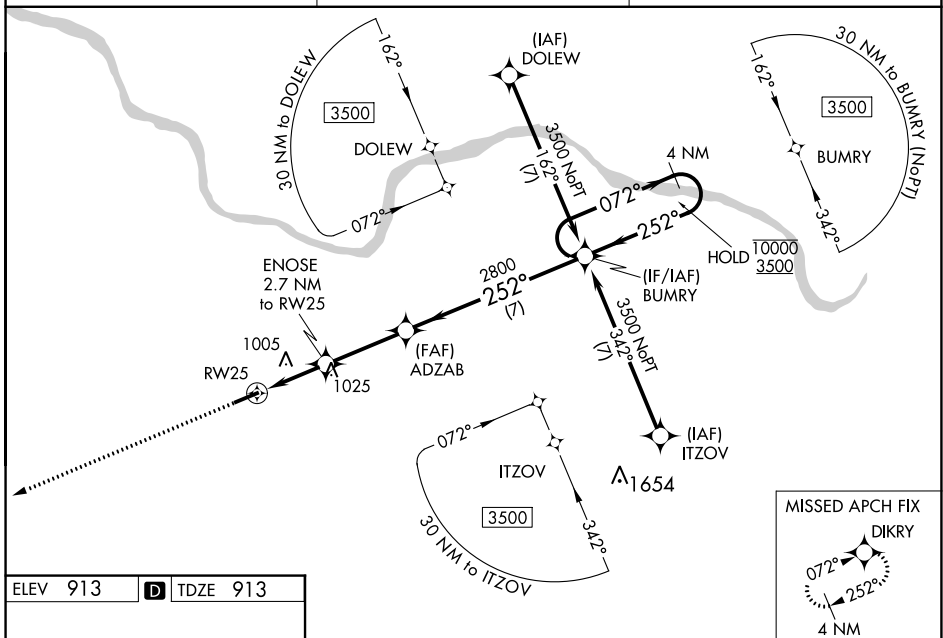 (IAF)
DOLEW
30 NM to DOLEW
162°
3500
DOLEW
072°
3500 NoPT
162°
(7)
4 NM
072°
252°
HOLD 10000
3500
30 NM to BUMRY (NoPT)
162°
3500
BUMRY
342°
(IF/IAF)
BUMRY
2800
252°
(7)
ENOSE
2.7 NM
to RW25
(FAF)
ADZAB
1005
1025
RW25
3500 NoPT
342°
(7)
(IAF)
ITZOV
1654
072°
ITZOV
3500
342°
30 NM to ITZOV
MISSED APCH FIX
DIKRY
072°
252°
4 NM
ELEV 913 D TDZE 913